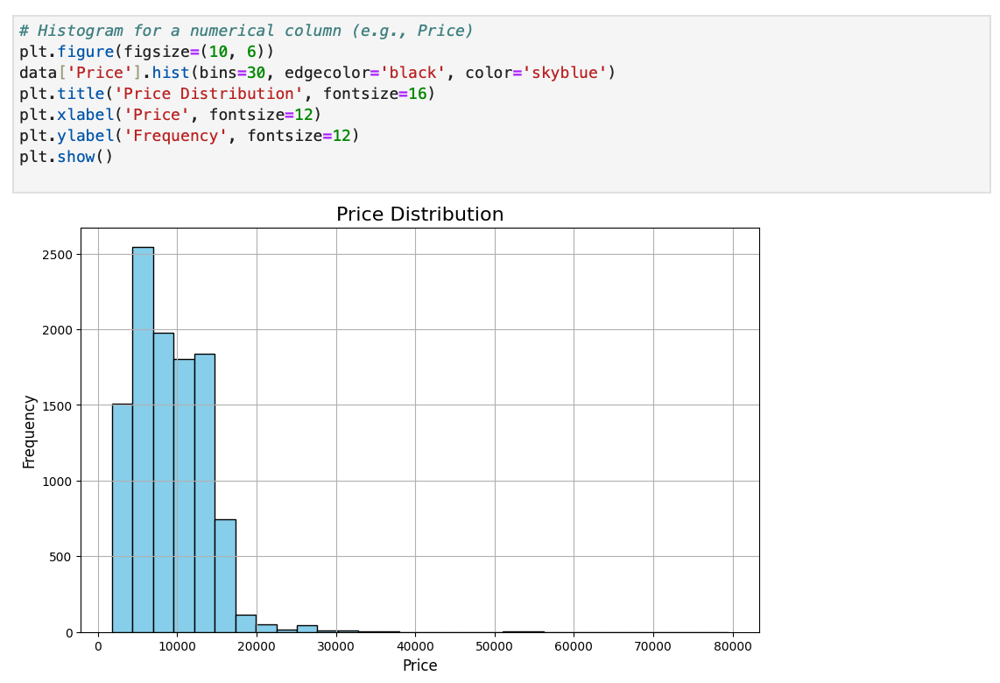 # Histogram for a numerical column (e.g., Price)
plt.figure(figsize=(10, 6))
data['Price'].hist(bins=30, edgecolor='black', color='skyblue')
plt.title('Price Distribution', fontsize=16)
plt.xlabel('Price', fontsize=12)
plt.ylabel('Frequency', fontsize=12)
plt.show()
Price Distribution
2500
2000
1500
1000
500
0
Frequency
0 10000 20000 30000 40000 50000 60000 70000 80000
Price